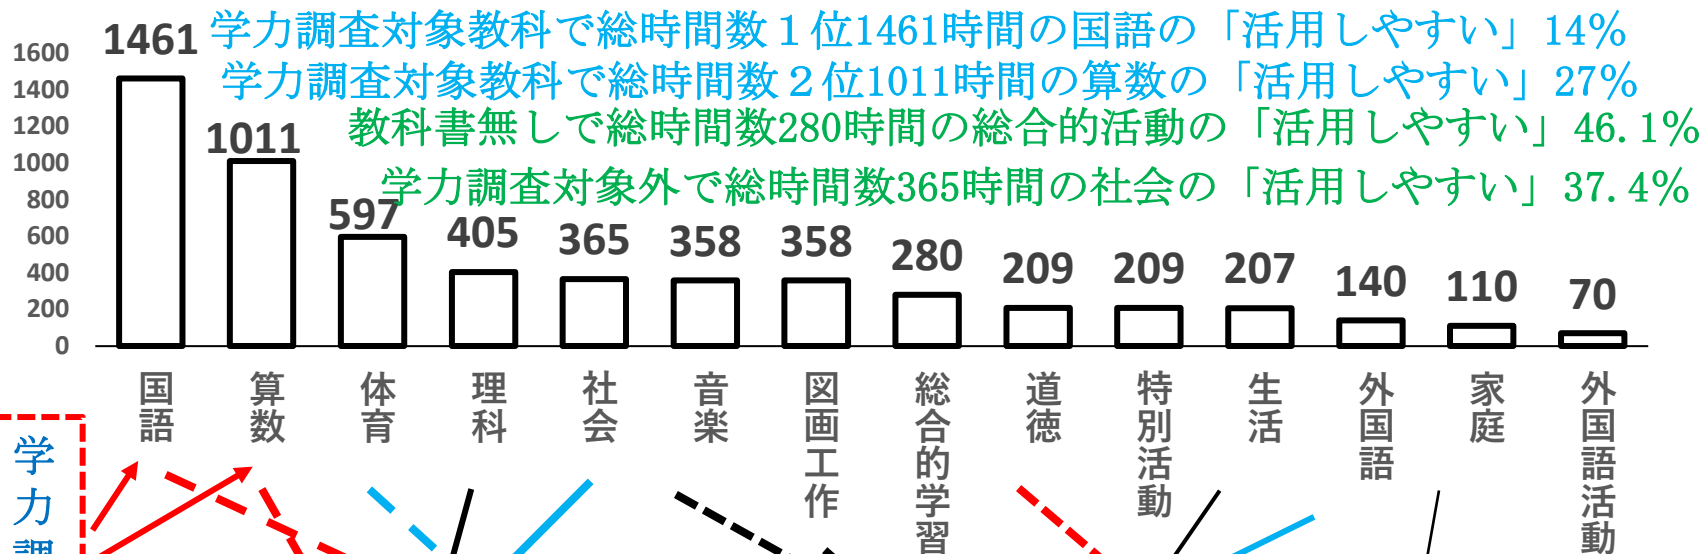 学力調査対象教科で総時間数１位1461時間の国語の「活用しやすい」14%
学力調査対象教科で総時間数２位1011時間の算数の「活用しやすい」27%
教科書無しで総時間数280時間の総合的活動の「活用しやすい」46.1%
学力調査対象外で総時間数365時間の社会の「活用しやすい」37.4%
1600
1400
1200
1000
800
600
400
200
0
1461
1011
597
405
365
358
358
280
209
209
207
140
110
70
国語
算数
体育
理科
社会
音楽
図画工作
総合的学習
道徳
特別活動
生活
外国語
家庭
外国語活動
学力調